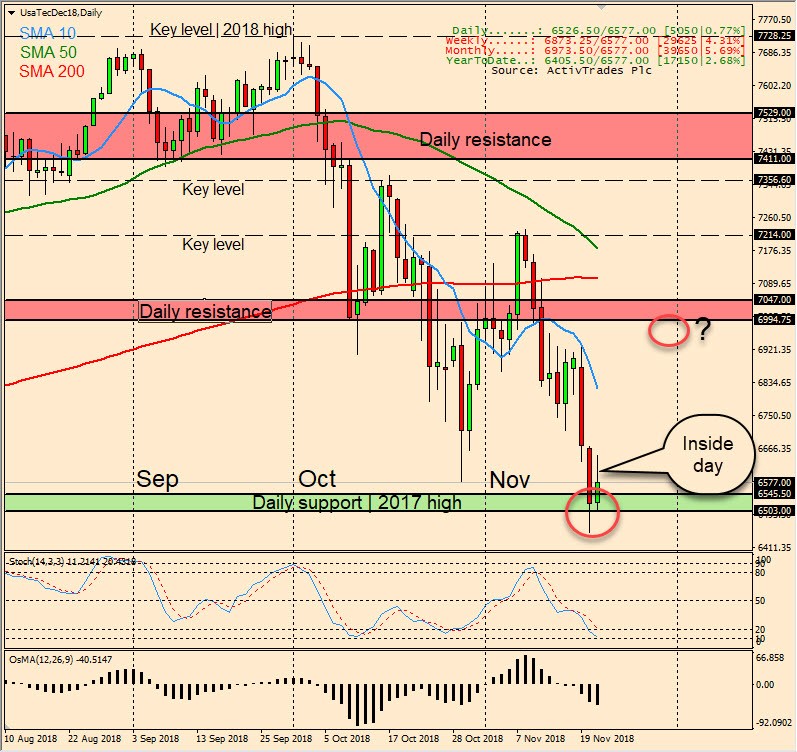 UsaTecDec18,Daily
SMA 10
SMA 50
SMA 200
Key level | 2018 high
Daily.......: 6526.50/6577.00 [5050|0.77%]
Weekly......: 6873.25/6577.00 [29625|4.31%]
Monthly.....: 6973.50/6577.00 [39650|5.69%]
YearToDate..: 6405.50/6577.00 [17150|2.68%]
Source: ActivTrades Plc
7770.50
7728.25
7686.35
7602.20
7529.00
Daily resistance
7431.35
7411.00
7356.60
Key level
7260.50
7214.00
Key level
7176.35
7089.65
7047.00
Daily resistance
6994.75
?
6921.35
6834.65
6750.50
6666.35
Inside
day
Sep
Oct
Nov
6577.00
6545.50
Daily support | 2017 high
6503.00
6411.35
Stoch(14,3,3) 11.2141 20.4318
100
90
80
50
20
10
0
OsMA(12,26,9) -40.5147
66.858
0.00
-92.0902
10 Aug 2018
22 Aug 2018
3 Sep 2018
13 Sep 2018
25 Sep 2018
5 Oct 2018
17 Oct 2018
28 Oct 2018
7 Nov 2018
19 Nov 2018